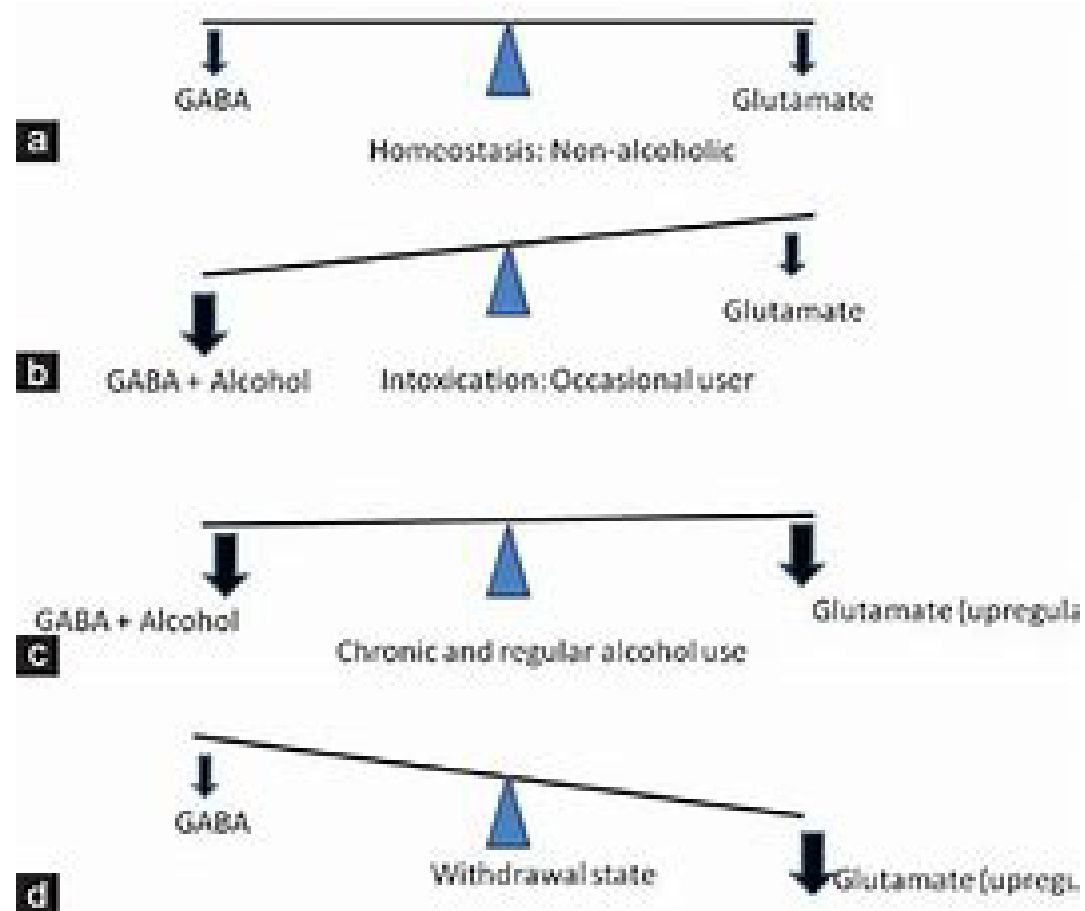 GABA
Glutamate
a
Homeostasis: Non-alcoholic
Glutamate
b
GABA + Alcohol
Intoxication: Occasional user
GABA + Alcohol
Glutamate (upregula
c
Chronic and regular alcohol use
GABA
Withdrawal state
Glutamate (upregu
d